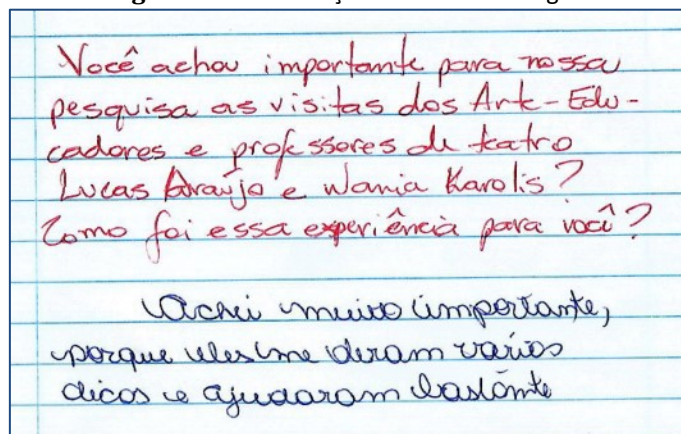 Você achou importante para nossa
pesquisa as visitas dos Arte-Edu-
cadores e professores de teatro
Lucas Araújo e Wania Karolis?
Como foi essa experiência para você?
Achei muito importante,
porque eles me deram varios
dicas e ajudaram bastante